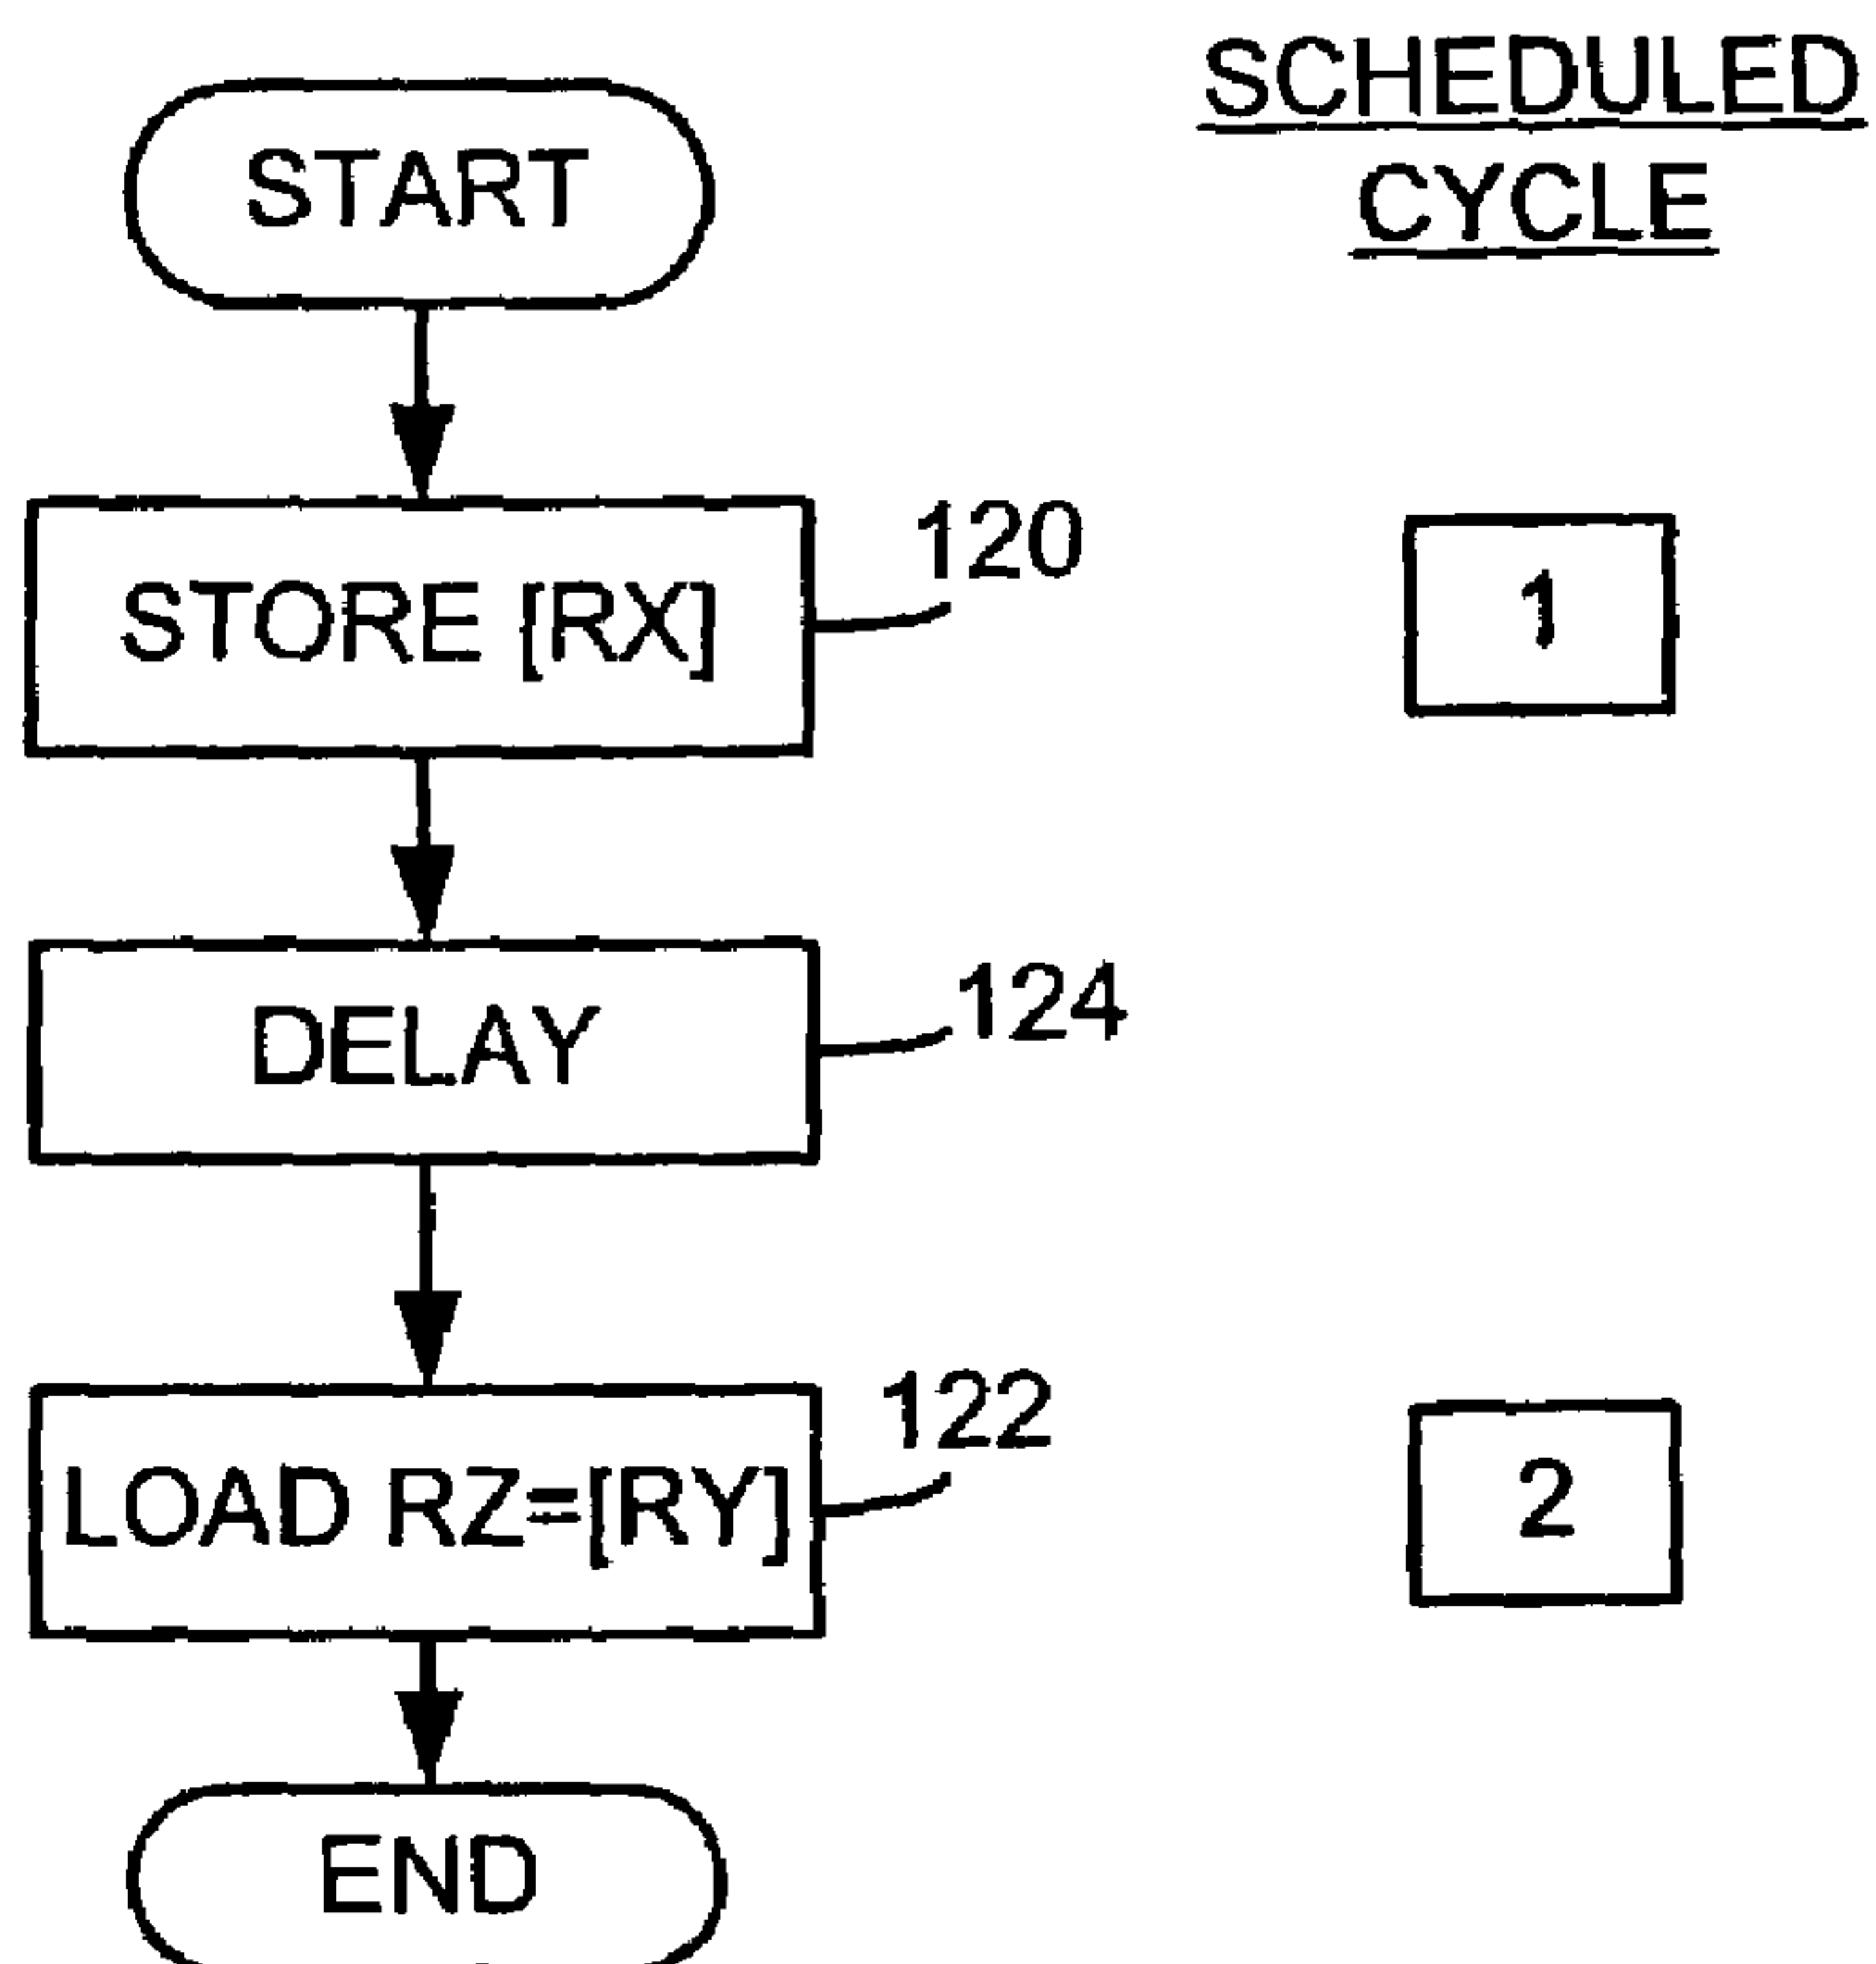 SCHEDULED
CYCLE
START
120
STORE [RX]
1
124
DELAY
122
LOAD RZ=[RY]
2
END